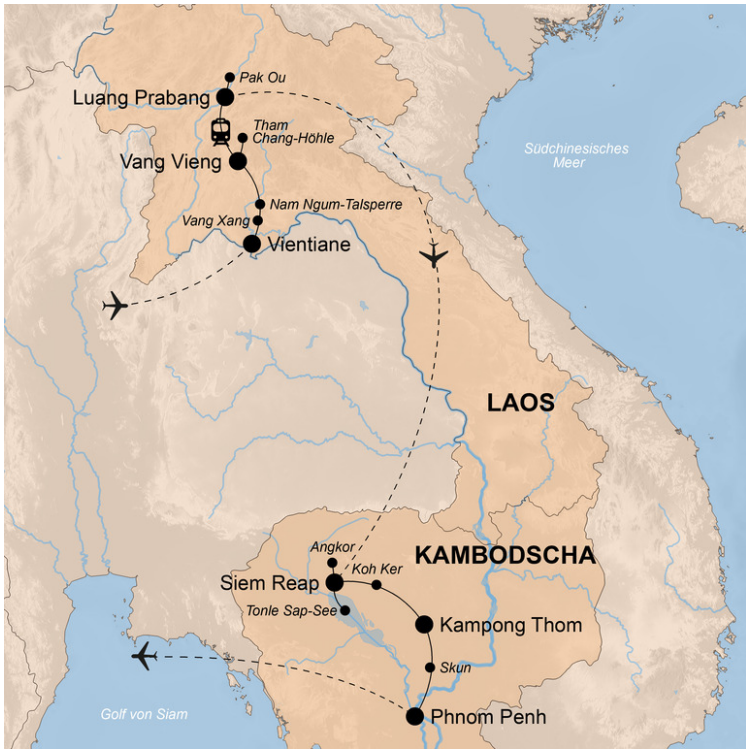 Pak Ou
Luang Prabang
Tham
Chang-Höhle
Südchinesisches
Meer
Vang Vieng
Nam Ngum-Talsperre
Vang Xang
Vientiane
LAOS
KAMBODSCHA
Angkor
Koh Ker
Siem Reap
Tonle Sap-See
Kampong Thom
Skun
Golf von Siam
Phnom Penh